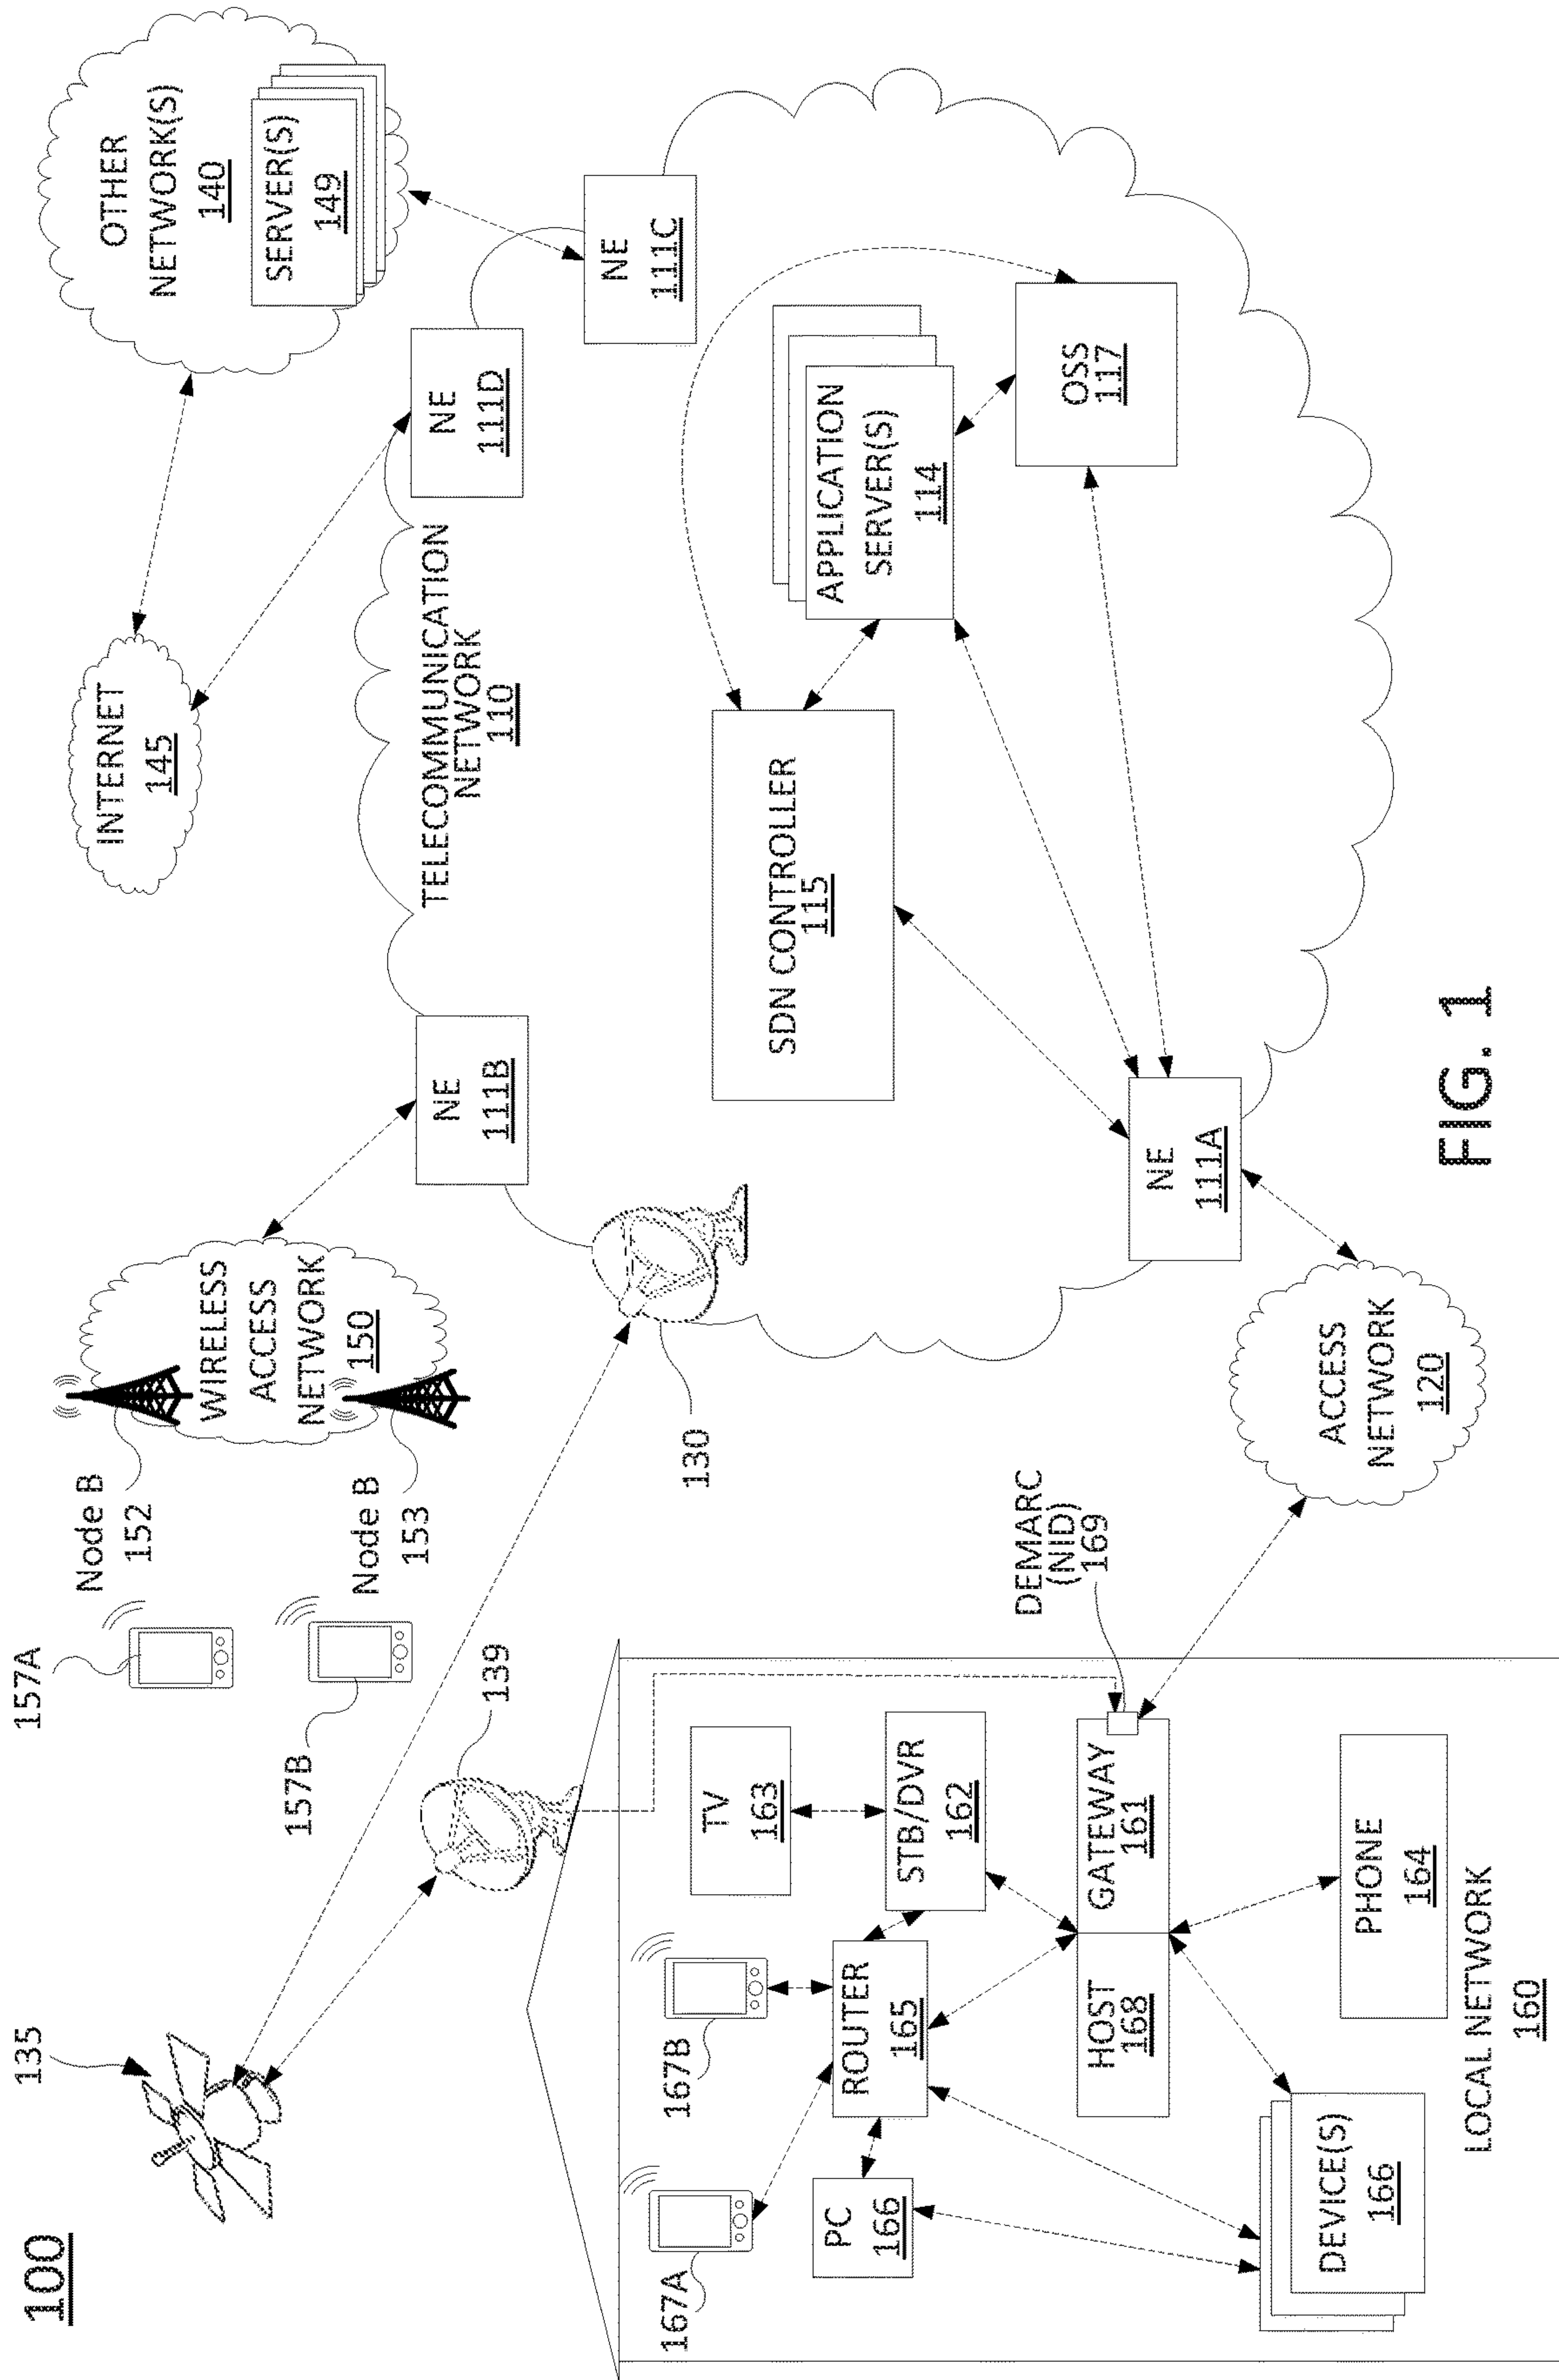 100
135
157A
157B
Node B
152
Node B
153
WIRELESS
ACCESS
NETWORK
150
INTERNET
145
OTHER
NETWORK(S)
140
SERVER(S)
149
139
130
NE
111B
TELECOMMUNICATION
NETWORK
110
NE
111D
NE
111C
SDN CONTROLLER
115
APPLICATION
SERVER(S)
114
OSS
117
NE
111A
ACCESS
NETWORK
120
DEMARC
(NID)
169
167A
167B
TV
163
STB/DVR
162
ROUTER
165
PC
166
HOST
168
GATEWAY
161
DEVICE(S)
166
PHONE
164
LOCAL NETWORK
160
FIG. 1